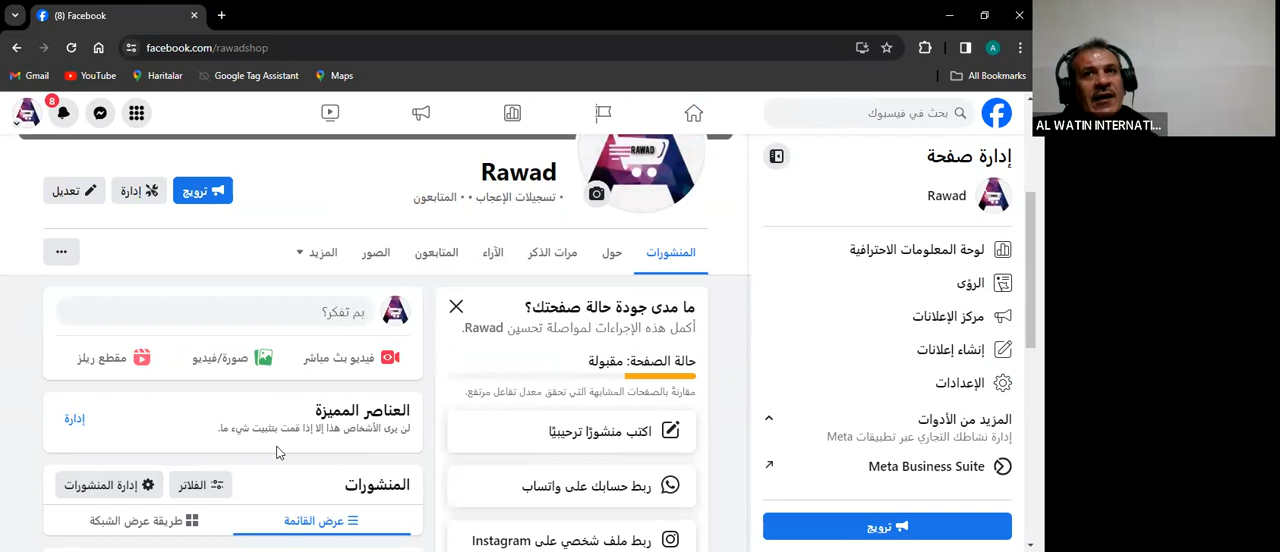 (8) Facebook
facebook.com/rawadshop
A
Gmail
YouTube
Haritalar
Google Tag Assistant
Maps
All Bookmarks
AL WATIN INTERNATI...
8
بحث في فيسبوك
إدارة صفحة
Rawad
لوحة المعلومات الاحترافية
الرؤى
مركز الإعلانات
إنشاء إعلانات
الإعدادات
المزيد من الأدوات
إدارة نشاطك التجاري عبر تطبيقات Meta
Meta Business Suite
ترويج
RAWAD
Rawad
• تسجيلات الإعجاب • • المتابعون
ترويج
إدارة
تعديل
المنشورات
حول
مرات الذكر
الآراء
المتابعون
الصور
المزيد
ما مدى جودة حالة صفحتك؟
أكمل هذه الإجراءات لمواصلة تحسين Rawad.
حالة الصفحة: مقبولة
مقارنةً بالصفحات المشابهة التي تحقق معدل تفاعل مرتفع.
اكتب منشورًا ترحيبيًا
ربط حسابك على واتساب
ربط ملف شخصي على Instagram
بم تفكر؟
فيديو بث مباشر
صورة/فيديو
مقطع ريلز
العناصر المميزة
إدارة
لن يرى الأشخاص هذا إلا إذا قمت بتثبيت شيء ما.
المنشورات
الفلاتر
إدارة المنشورات
عرض القائمة
طريقة عرض الشبكة